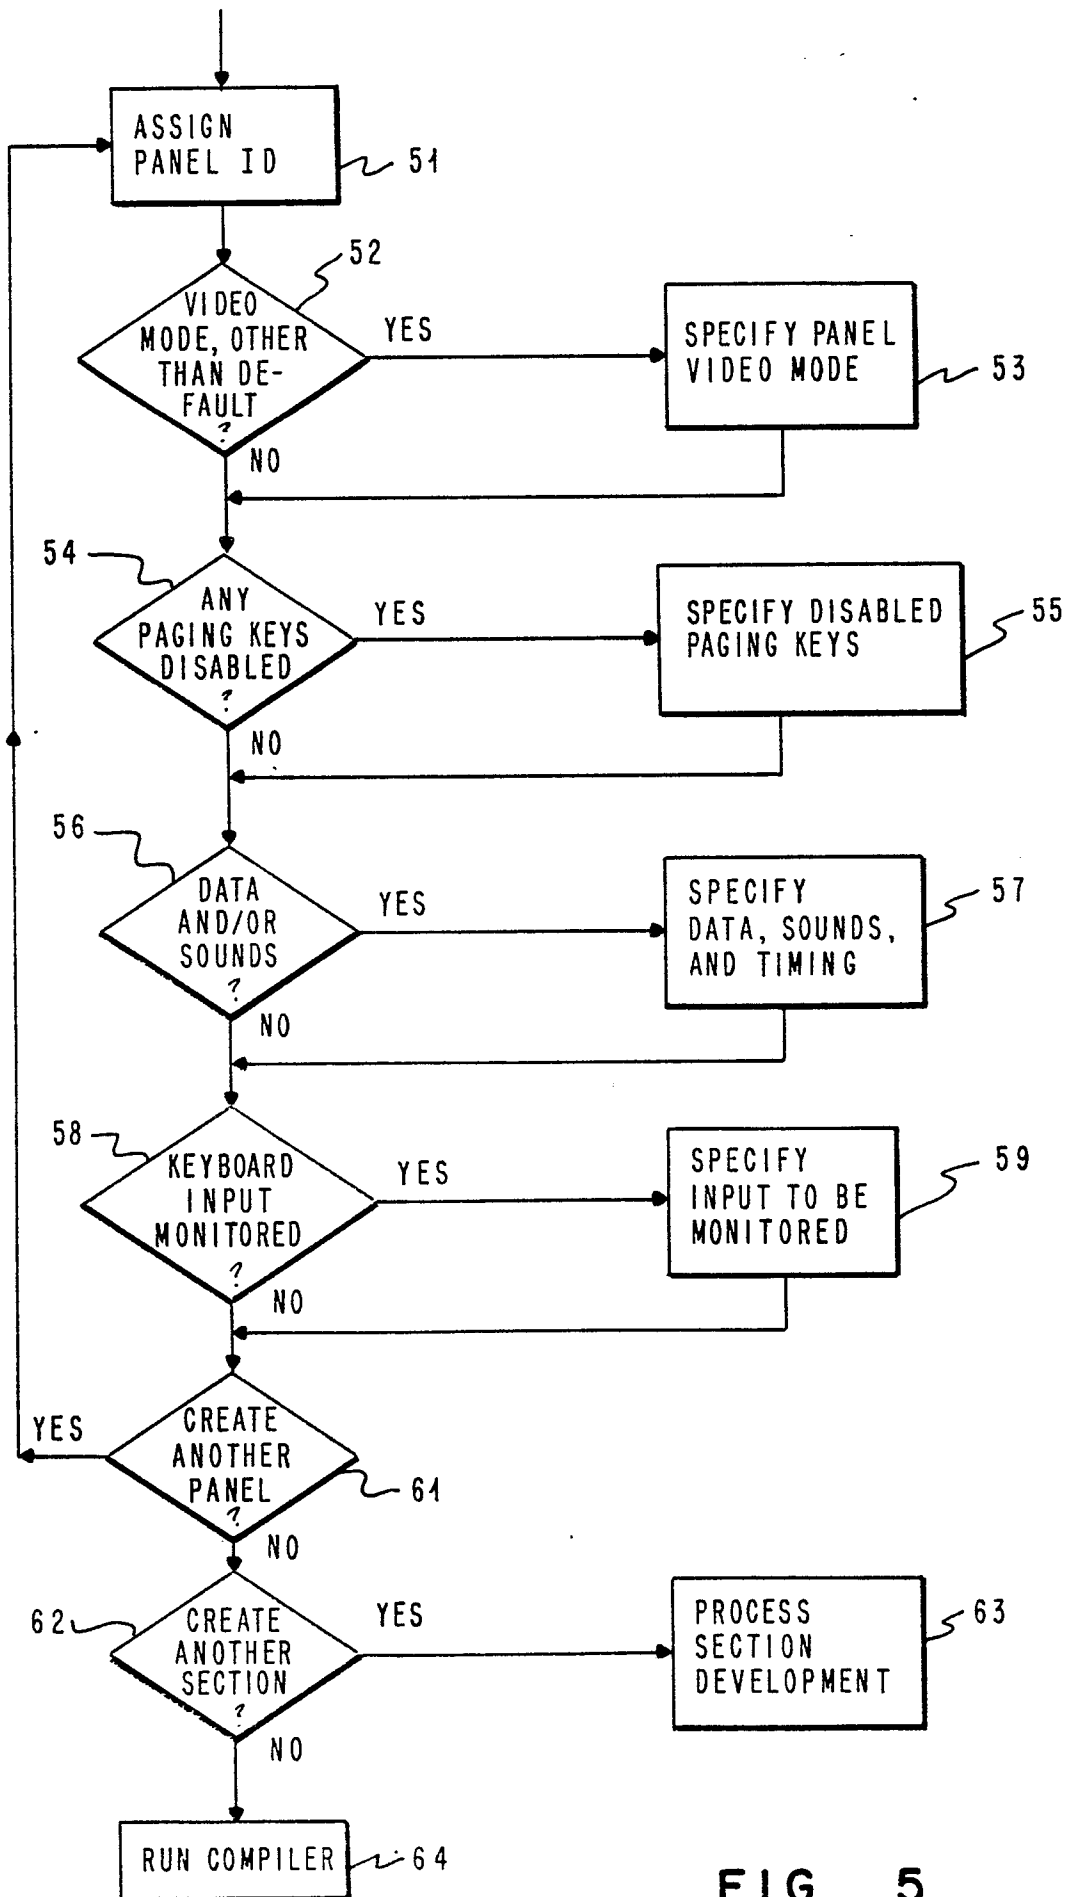 ASSIGN
PANEL ID
51
52
VIDEO
MODE, OTHER
THAN DE-
FAULT
?
YES
NO
SPECIFY PANEL
VIDEO MODE
53
54
ANY
PAGING KEYS
DISABLED
?
YES
NO
SPECIFY DISABLED
PAGING KEYS
55
56
DATA
AND/OR
SOUNDS
?
YES
NO
SPECIFY
DATA, SOUNDS,
AND TIMING
57
58
KEYBOARD
INPUT
MONITORED
?
YES
NO
SPECIFY
INPUT TO BE
MONITORED
59
YES
CREATE
ANOTHER
PANEL
?
61
NO
62
CREATE
ANOTHER
SECTION
?
YES
NO
PROCESS
SECTION
DEVELOPMENT
63
RUN COMPILER
64
FIG 5